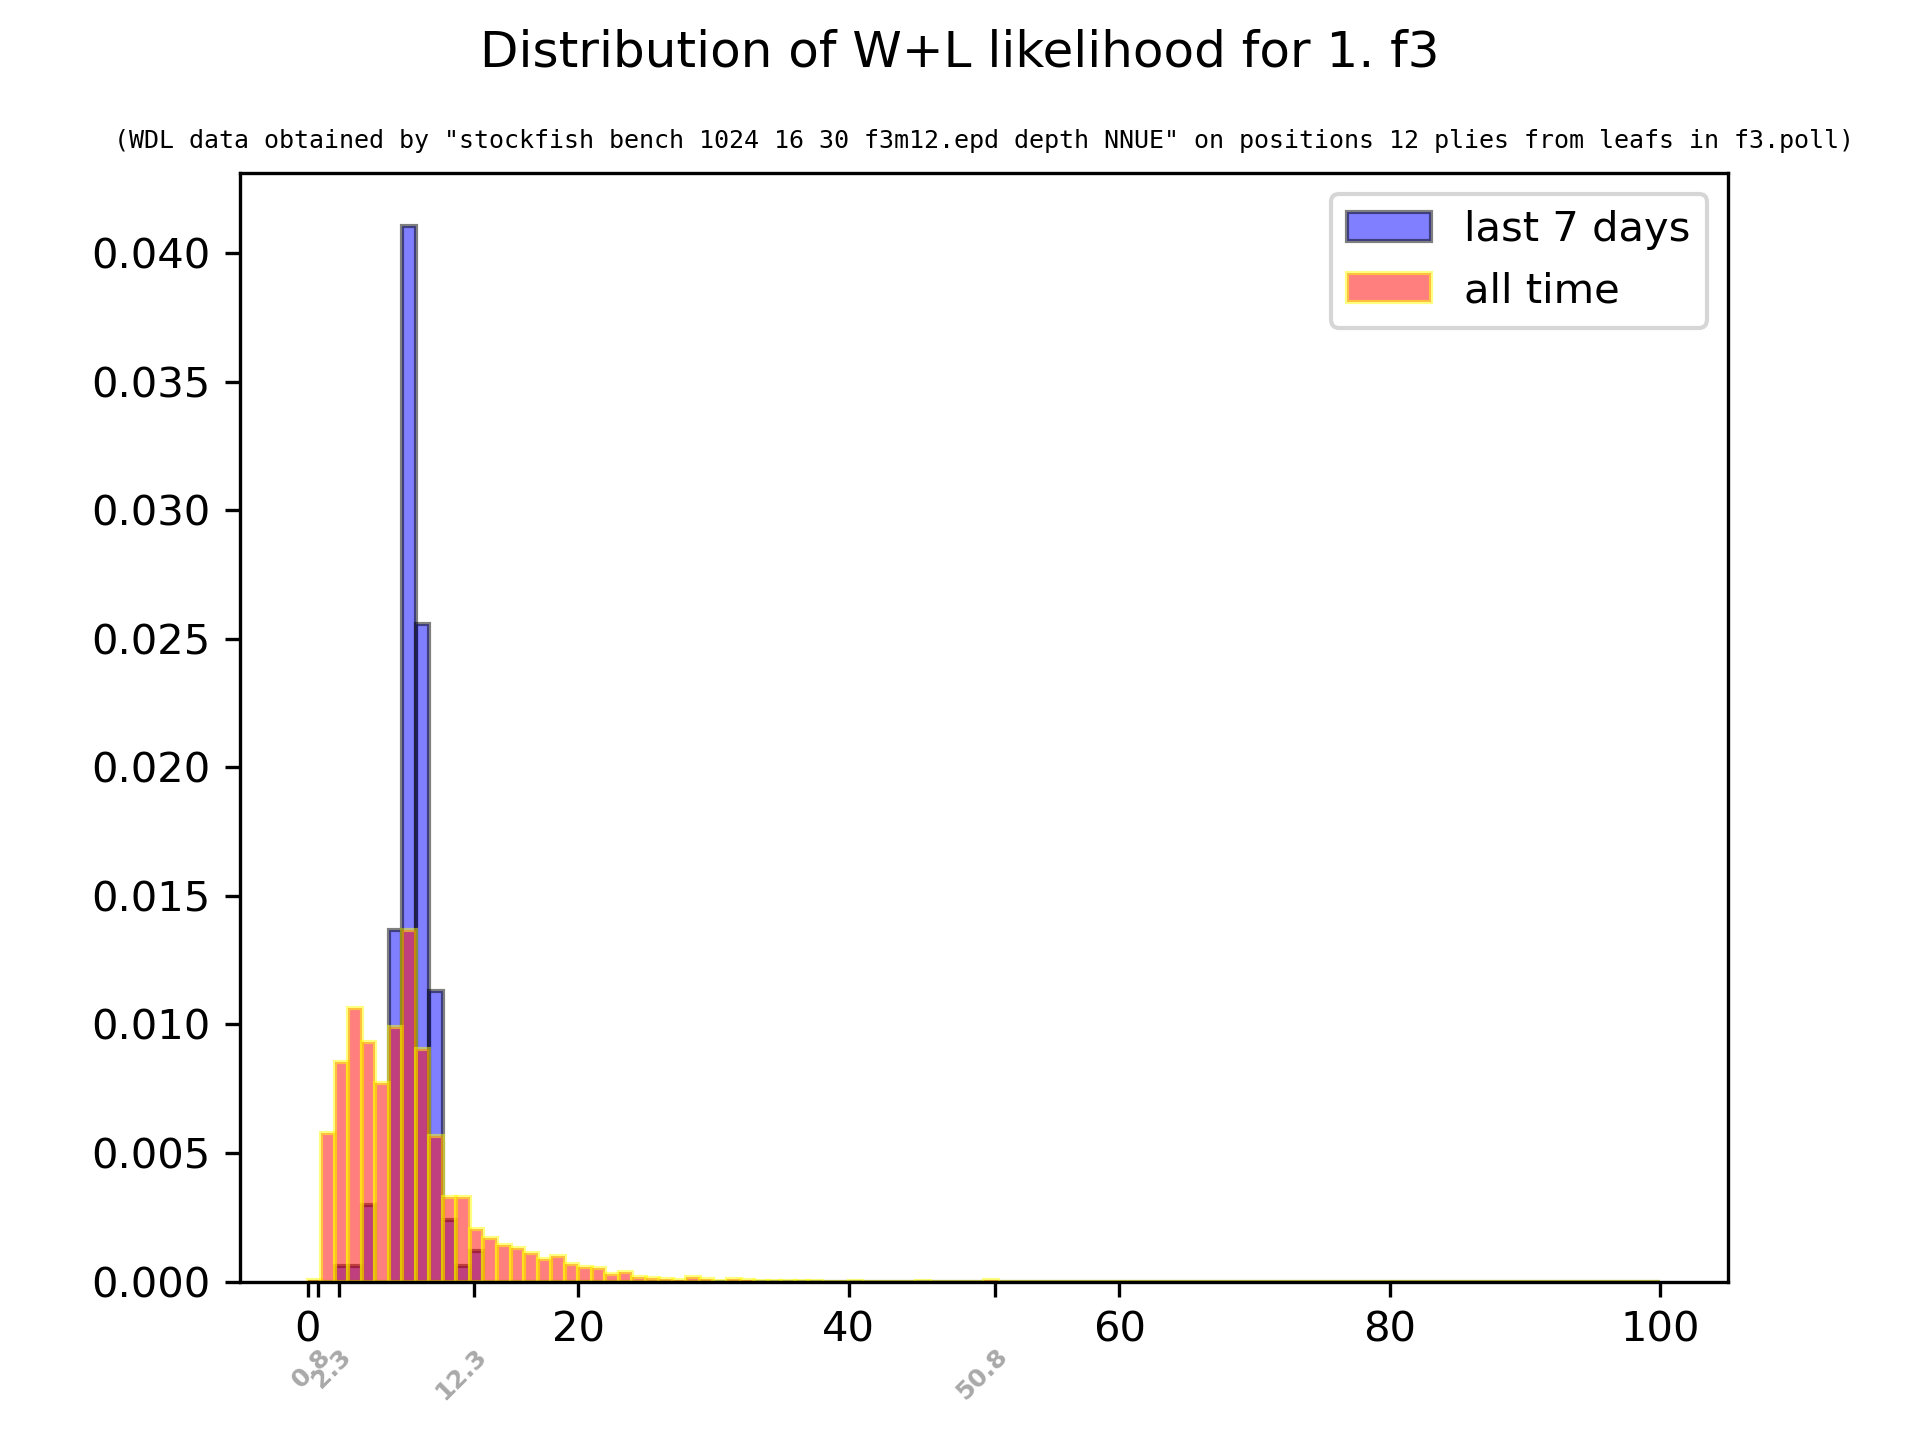 Distribution of W+L likelihood for 1. f3
(WDL data obtained by "stockfish bench 1024 16 30 f3m12.epd depth NNUE" on positions 12 plies from leafs in f3.poll)
last 7 days
all time
0.040
0.035
0.030
0.025
0.020
0.015
0.010
0.005
0.000
0 20 40 60 80 100
0.8 2.3 12.3 50.8